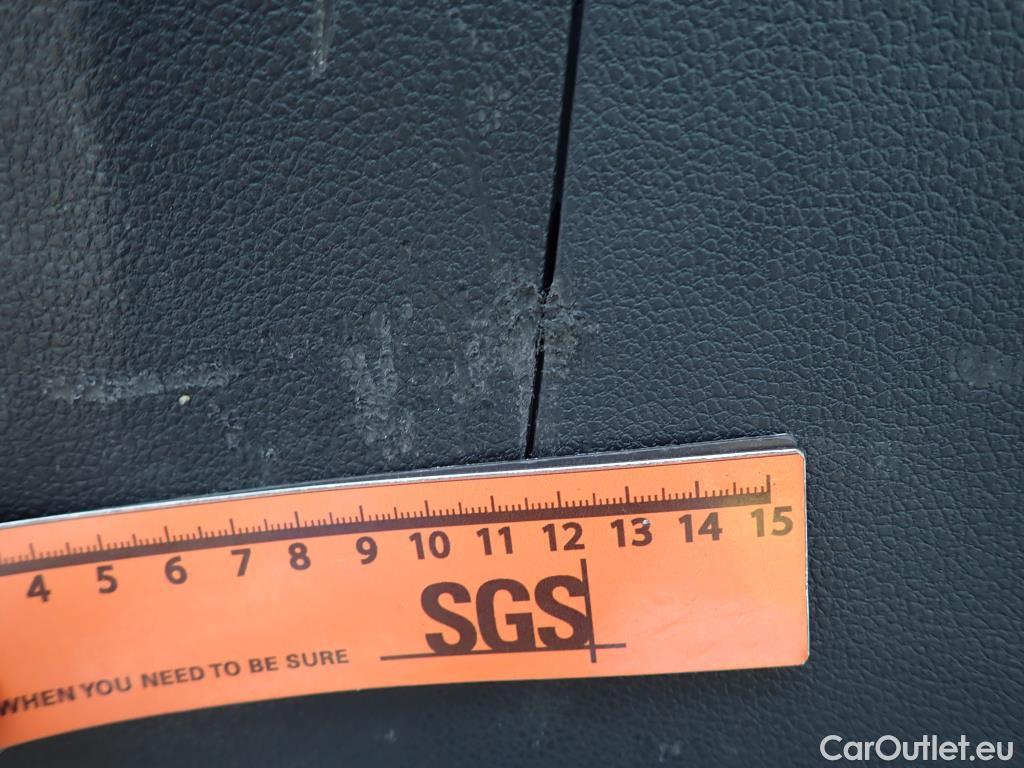 4 5 6 7 8 9 10 11 12 13 14 15
SGS
WHEN YOU NEED TO BE SURE
CarOutlet.eu